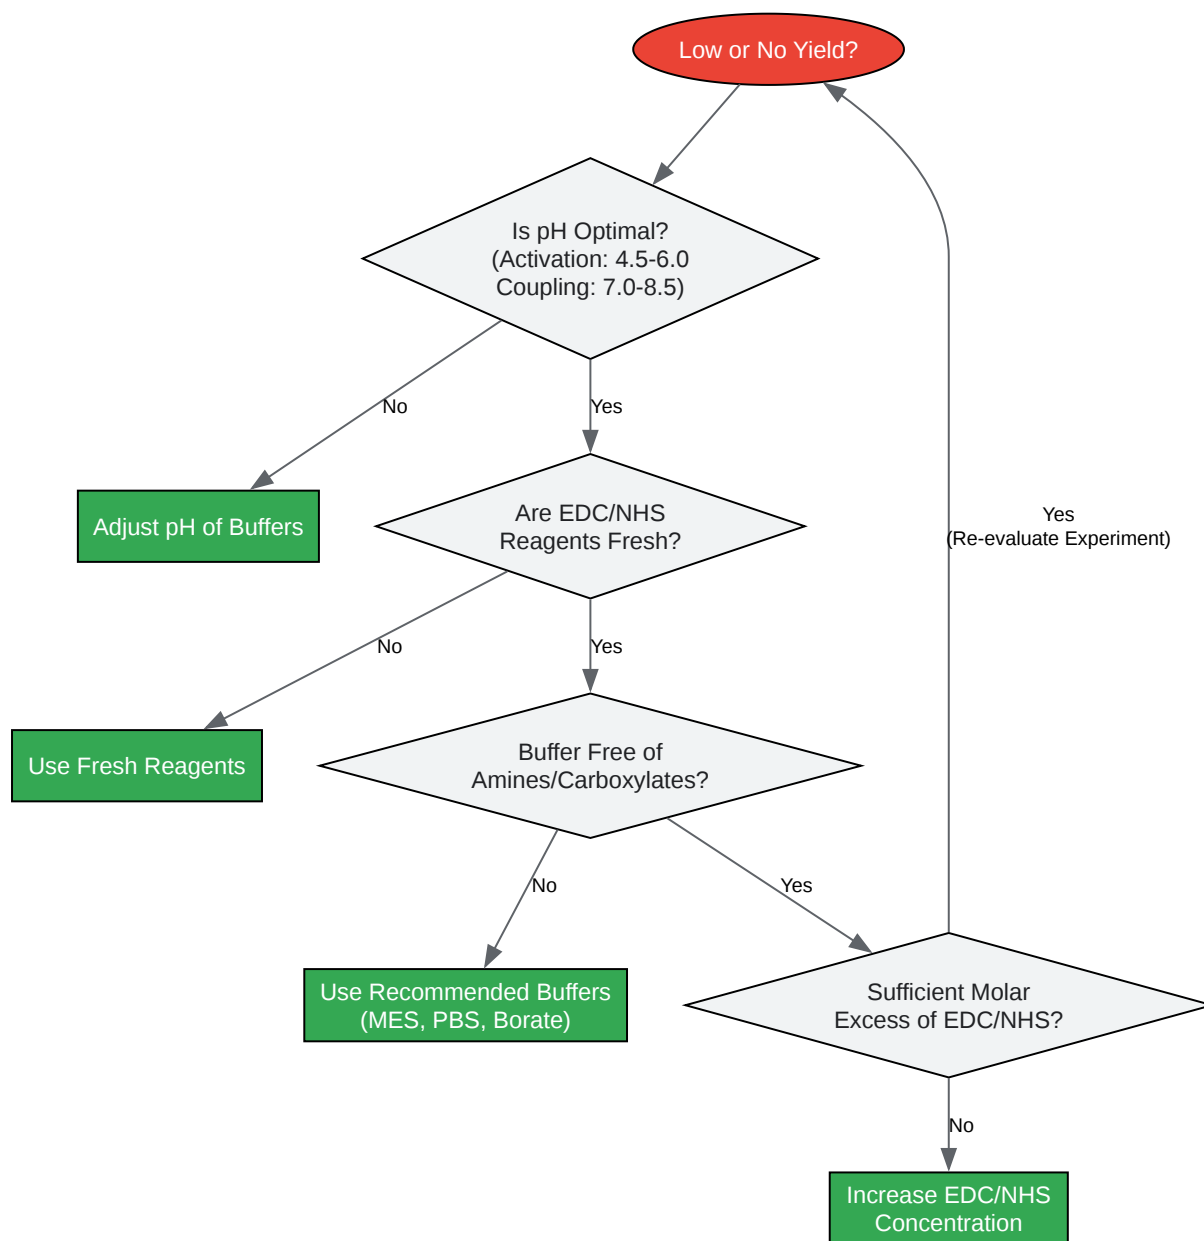 Low or No Yield?
Is pH Optimal?
(Activation: 4.5-6.0
Coupling: 7.0-8.5)
No
Yes
Adjust pH of Buffers
Are EDC/NHS
Reagents Fresh?
Yes
(Re-evaluate Experiment)
No
Yes
Use Fresh Reagents
Buffer Free of
Amines/Carboxylates?
No
Yes
Use Recommended Buffers
(MES, PBS, Borate)
Sufficient Molar
Excess of EDC/NHS?
No
Increase EDC/NHS
Concentration